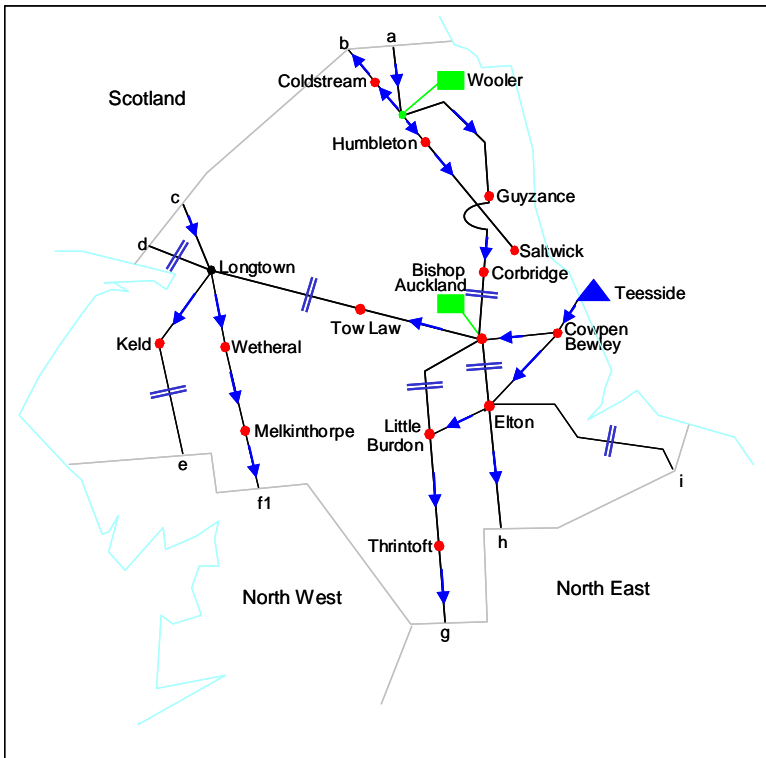 b
a
Coldstream
Wooler
Scotland
Humbleton
Guyzance
c
d
Saltwick
Longtown
Bishop
Auckland
Corbridge
Teesside
Tow Law
Cowpen
Bewley
Keld
Wetheral
Elton
Little
Burdon
Melkinthorpe
e
f1
i
h
Thrintoft
North East
North West
g